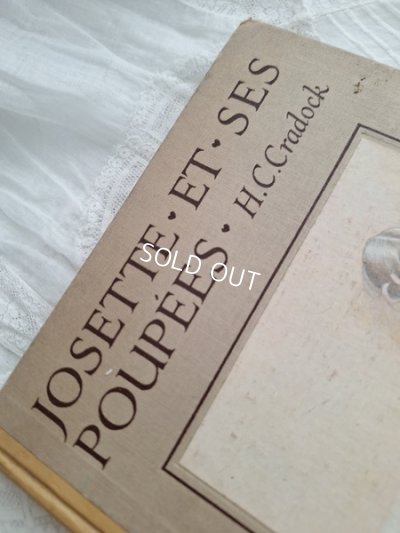 JOSETTE ♥ ET ♥ SES
POUPÉES · H.C. Cradock
SOLD OUT